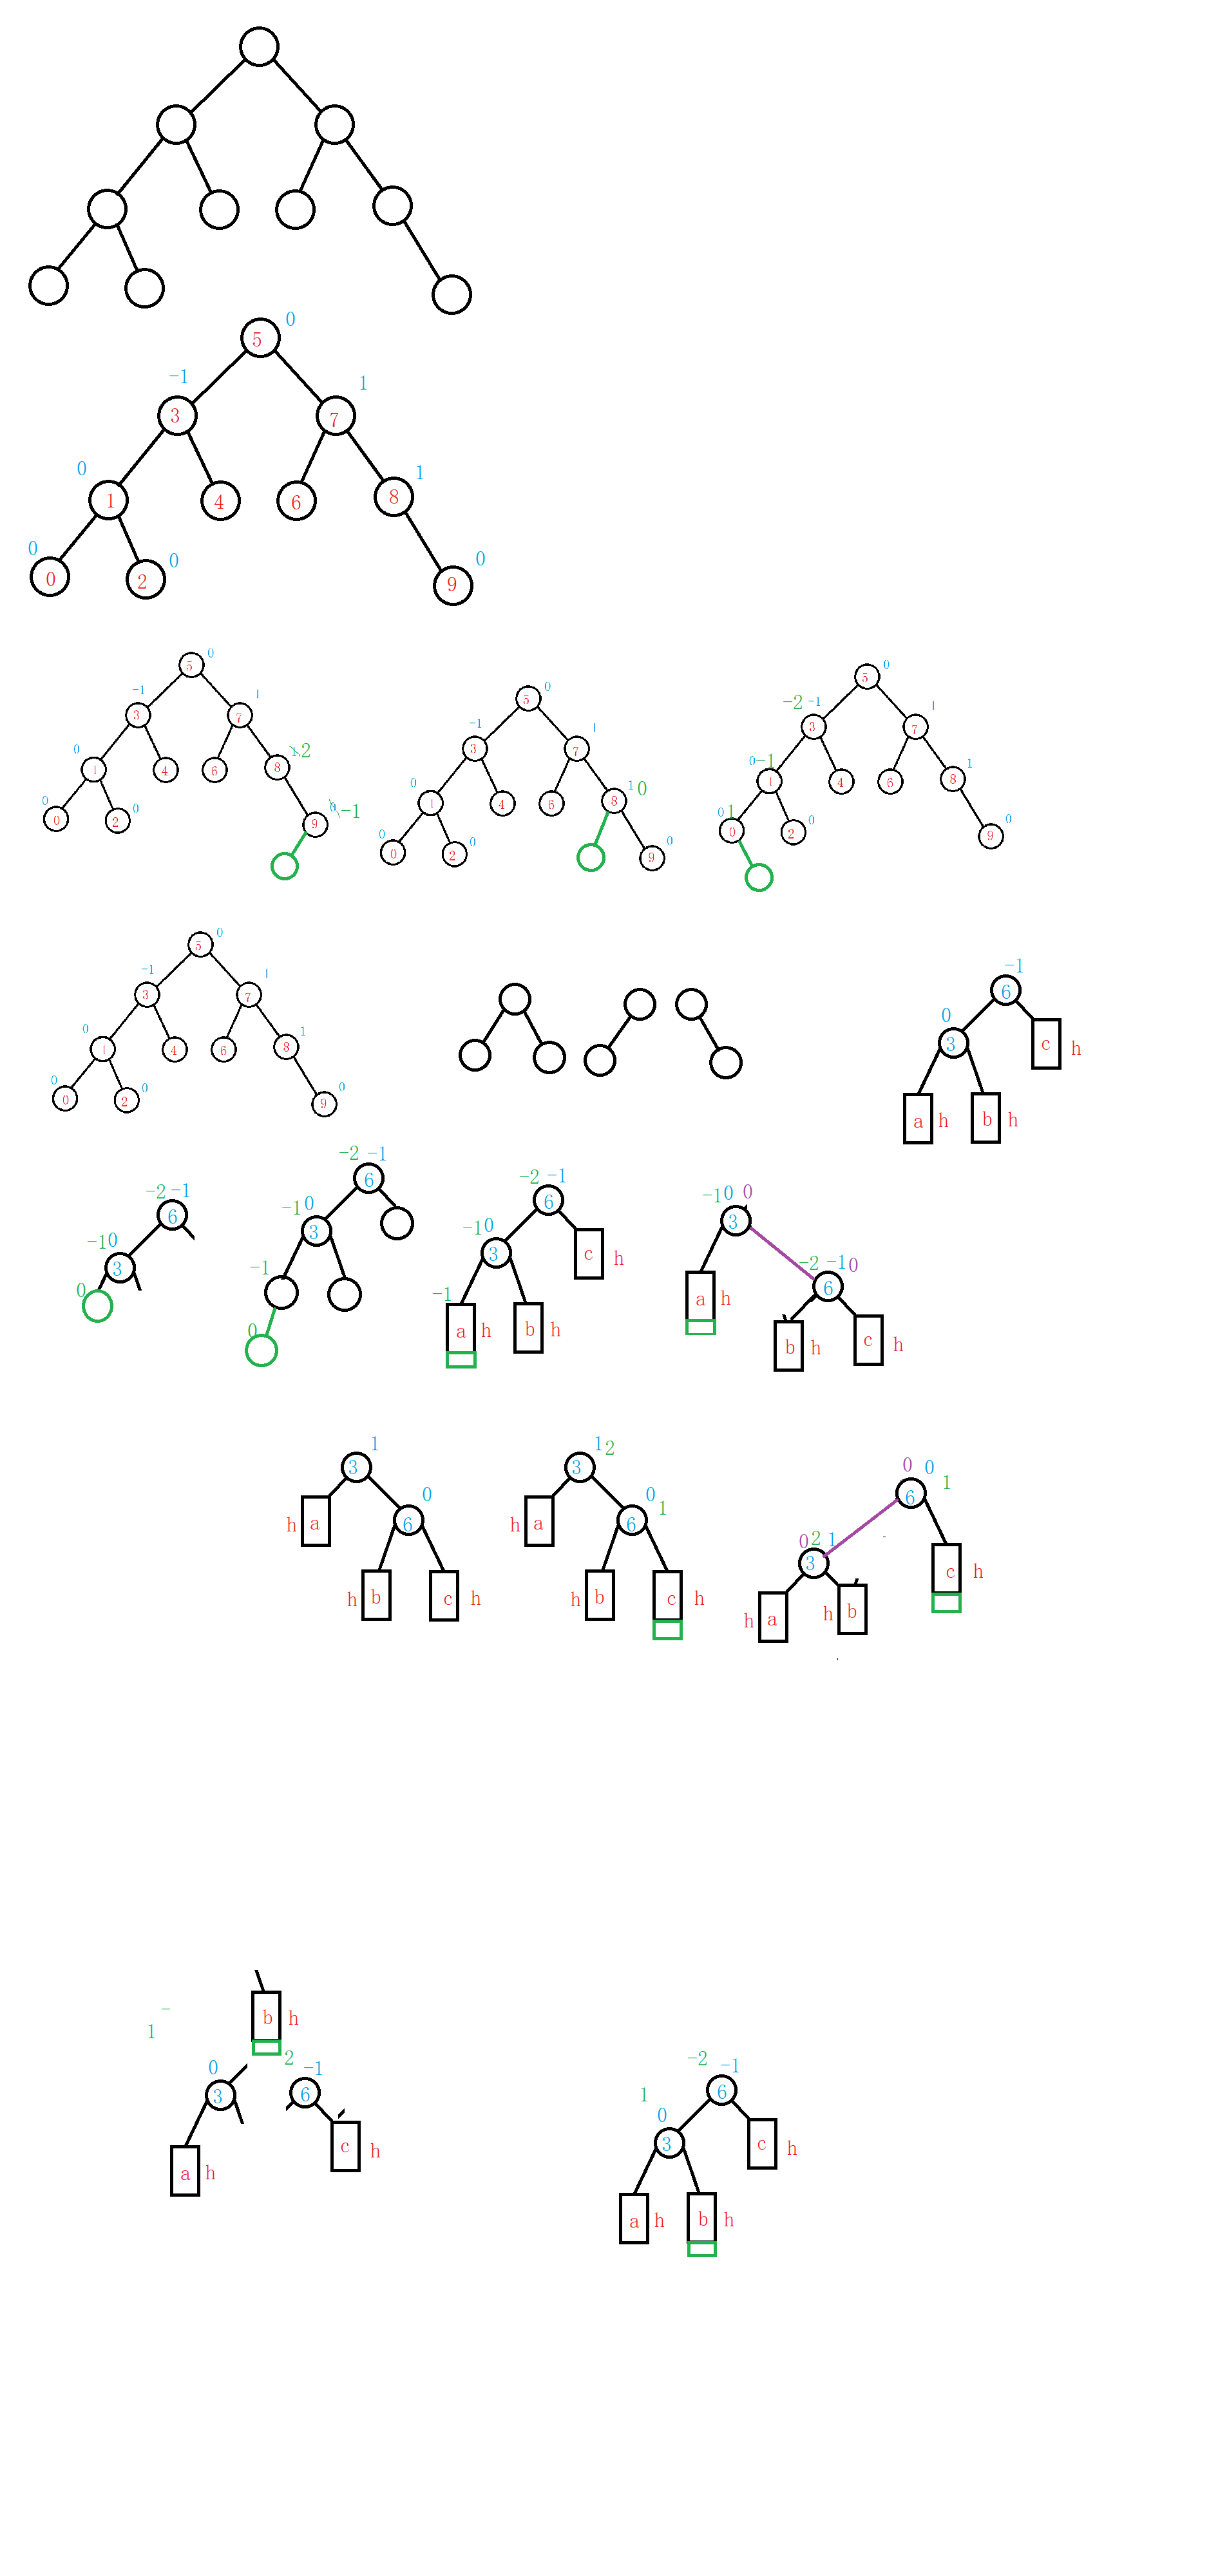 5 0
-1 1
3 7
0 1
1 4 6 8
0 0 0
0 2 9
5 0 5 0 5 0
-1 1 -1 1 -2 -1 1
3 7 3 7 3 7
0 1 2 0 1 0 0 -1 1
1 4 6 8 1 4 6 8 1 4 6 8
0 0 0 -1 0 0 0 0 1 0 0
0 2 9 0 2 9 0 2 9
5 0
-1 1 -1
3 7 6
0 1 0
1 4 6 8 3 c h
0 0 0
0 2 9 a h b h
-2 -1 -2 -1 -2 -1 -1 0 0
6 6 6 3
-1 0 -1 0 -1 0 -2 -1 0
3 3 3 c h 6
0 -1 -1 a h
0 a h b h b h c h
1 1 2 0 0 1
3 3 6
h a 0 h a 0 1 0 2 1
6 6 3 c h
h b c h h b c h h a h b
b h
-
1 2
0 -1 -2 -1
3 6 6
1 0
c h 3 c h
a h a h b h